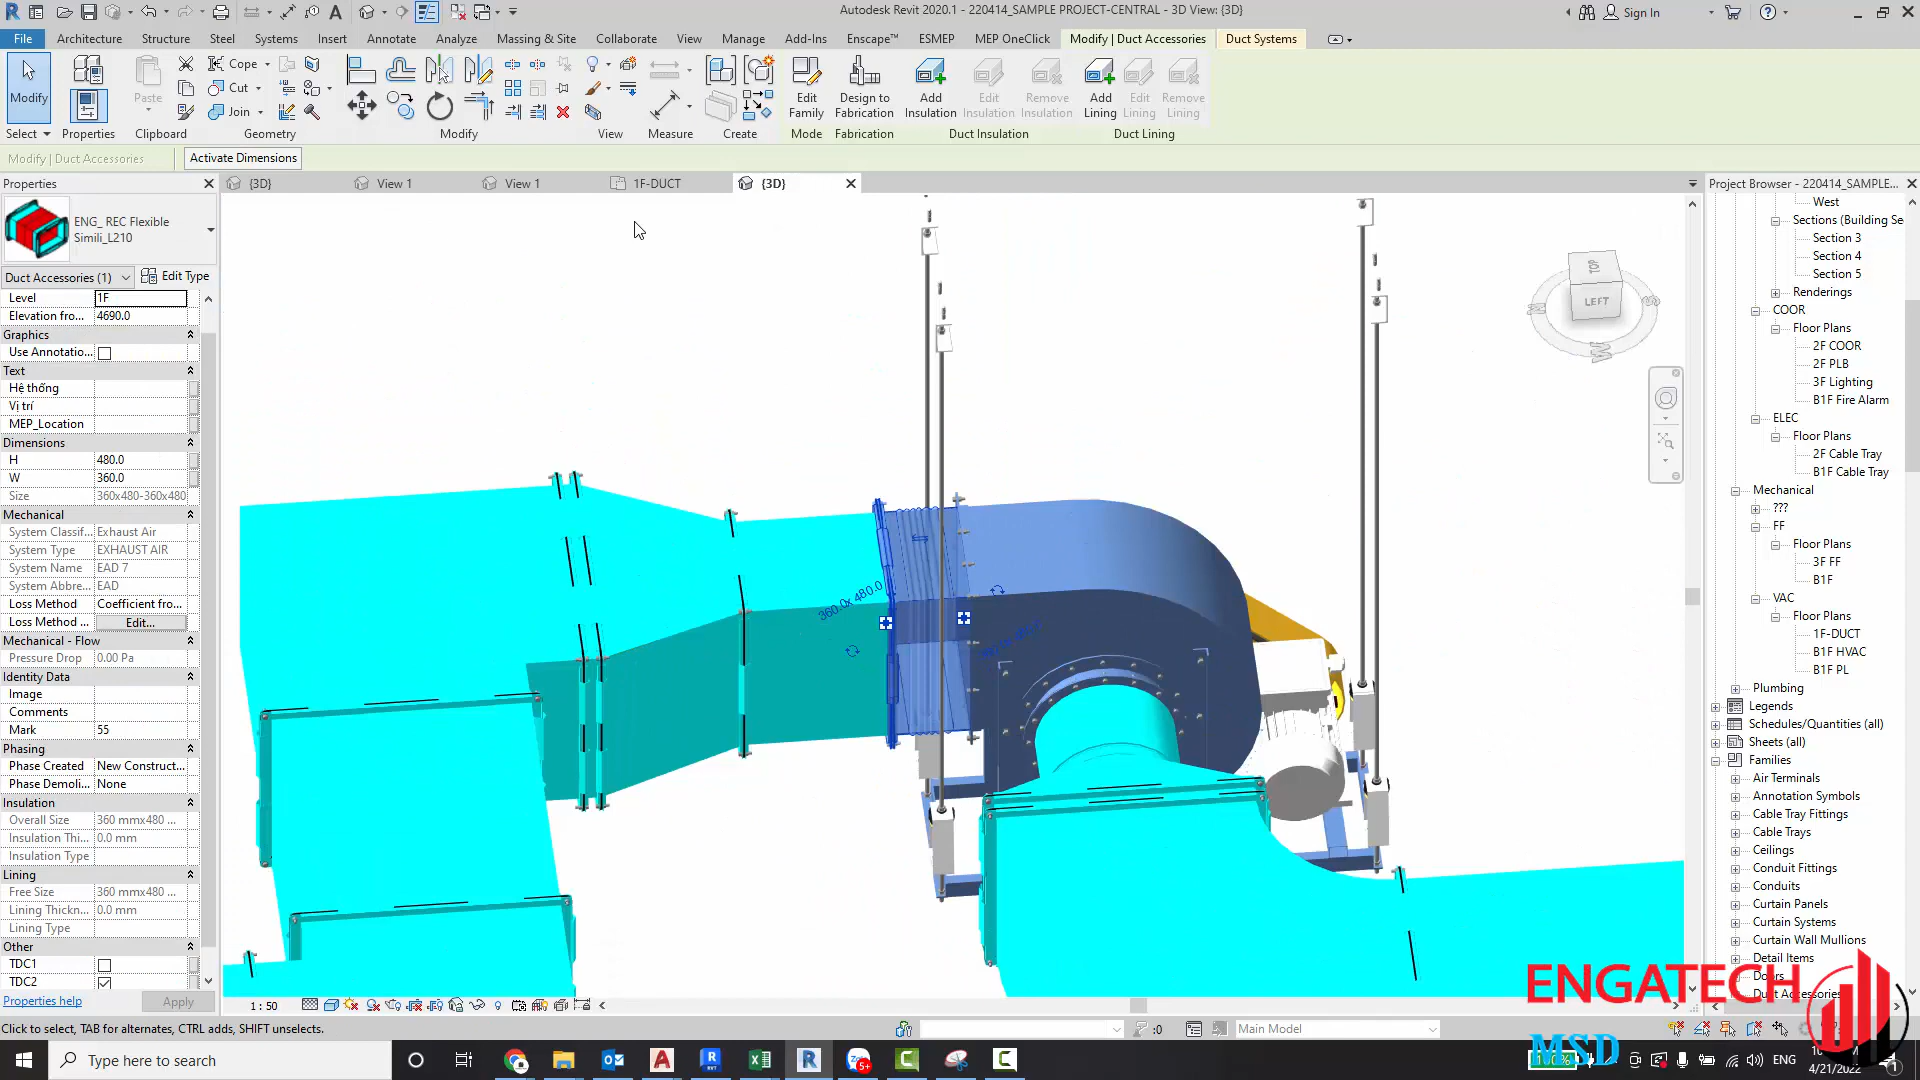 Autodesk Revit 2020.1 - 220414_SAMPLE PROJECT-CENTRAL - 3D View: {3D}
Sign In
File Architecture Structure Steel Systems Insert Annotate Analyze Massing & Site Collaborate View Manage Add-Ins Enscape™ ESMEP MEP OneClick Modify | Duct Accessories Duct Systems
Modify Paste Cope Cut Join Edit Family Design to Fabrication Add Insulation Edit Insulation Remove Insulation Add Lining Edit Lining Remove Lining
Select Properties Clipboard Geometry Modify View Measure Create Mode Fabrication Duct Insulation Duct Lining
Modify | Duct Accessories Activate Dimensions
Properties
{3D} View 1 View 1 1F-DUCT {3D}
Project Browser - 220414_SAMPLE...
ENG_ REC Flexible
Simili_L210
Duct Accessories (1) Edit Type
Level 1F
Elevation fro... 4690.0
Graphics
Use Annotatio...
Text
Hệ thống
Vị trí
MEP_Location
Dimensions
H 480.0
W 360.0
Size 360x480-360x480
Mechanical
System Classif... Exhaust Air
System Type EXHAUST AIR
System Name EAD 7
System Abbre... EAD
Loss Method Coefficient fro...
Loss Method ... Edit...
Mechanical - Flow
Pressure Drop 0.00 Pa
Identity Data
Image
Comments
Mark 55
Phasing
Phase Created New Construct...
Phase Demoli... None
Insulation
Overall Size 360 mmx480 ...
Insulation Thi... 0.0 mm
Insulation Type
Lining
Free Size 360 mmx480 ...
Lining Thickn... 0.0 mm
Lining Type
Other
TDC1
TDC2
Properties help Apply
360.0x 480.0
TOP
LEFT
West
Sections (Building Se
Section 3
Section 4
Section 5
Renderings
COOR
Floor Plans
2F COOR
2F PLB
3F Lighting
B1F Fire Alarm
ELEC
Floor Plans
2F Cable Tray
B1F Cable Tray
Mechanical
???
FF
Floor Plans
3F FF
B1F
VAC
Floor Plans
1F-DUCT
B1F HVAC
B1F PL
Plumbing
Legends
Schedules/Quantities (all)
Sheets (all)
Families
Air Terminals
Annotation Symbols
Cable Tray Fittings
Cable Trays
Ceilings
Conduit Fittings
Conduits
Curtain Panels
Curtain Systems
Curtain Wall Mullions
Detail Items
Duct Accessories
ENGATECH
MSD
1 : 50
Click to select, TAB for alternates, CTRL adds, SHIFT unselects.
:0
Main Model
Type here to search
ENG
4/21/2022